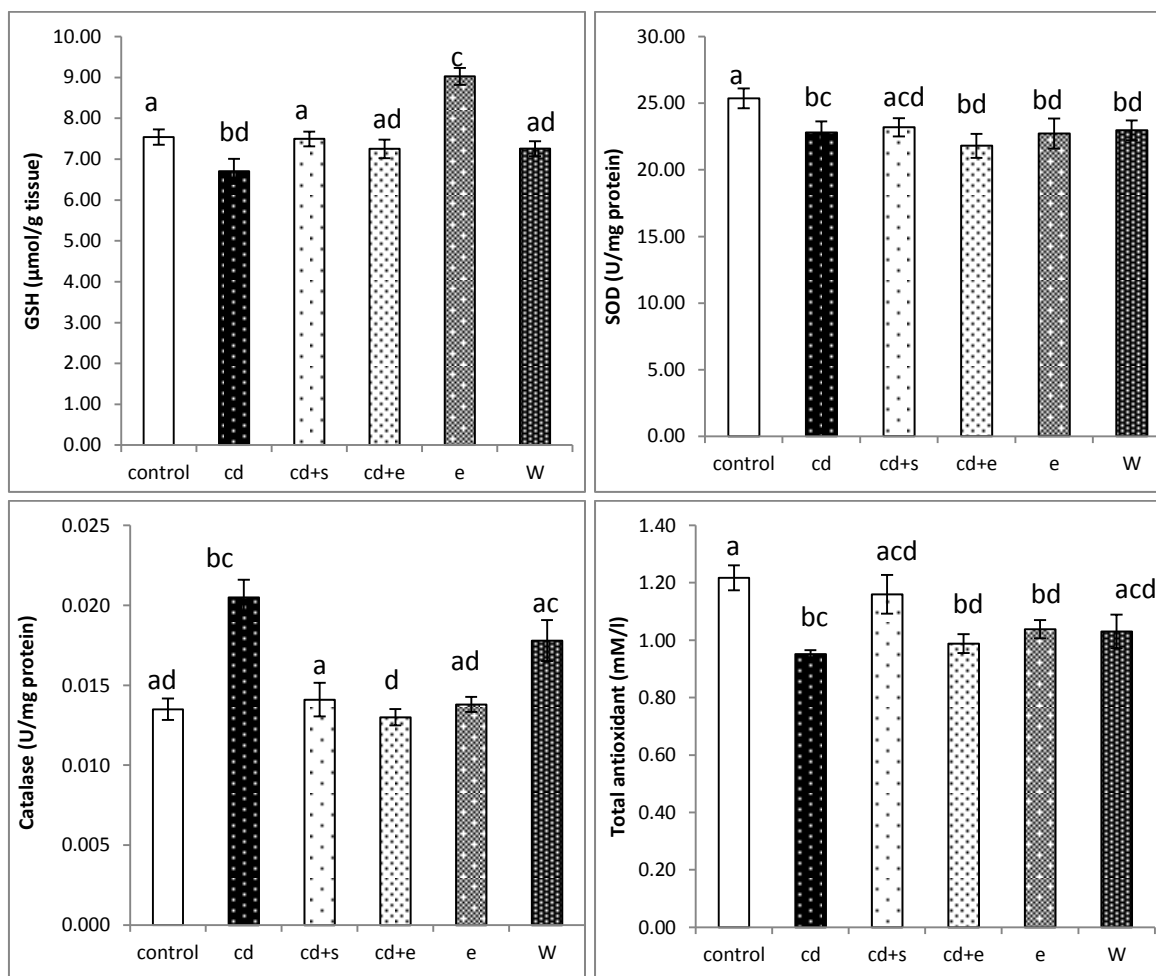 10.00
9.00
8.00
7.00
6.00
5.00
4.00
3.00
2.00
1.00
0.00
GSH (μmol/g tissue)
a
bd
a
ad
c
ad
control cd cd+s cd+e e W
30.00
25.00
20.00
15.00
10.00
5.00
0.00
SOD (U/mg protein)
a
bc
acd
bd
bd
bd
control cd cd+s cd+e e W
0.025
0.020
0.015
0.010
0.005
0.000
Catalase (U/mg protein)
ad
bc
a
d
ad
ac
control cd cd+s cd+e e W
1.40
1.20
1.00
0.80
0.60
0.40
0.20
0.00
Total antioxidant (mM/l)
a
bc
acd
bd
bd
acd
control cd cd+s cd+e e W